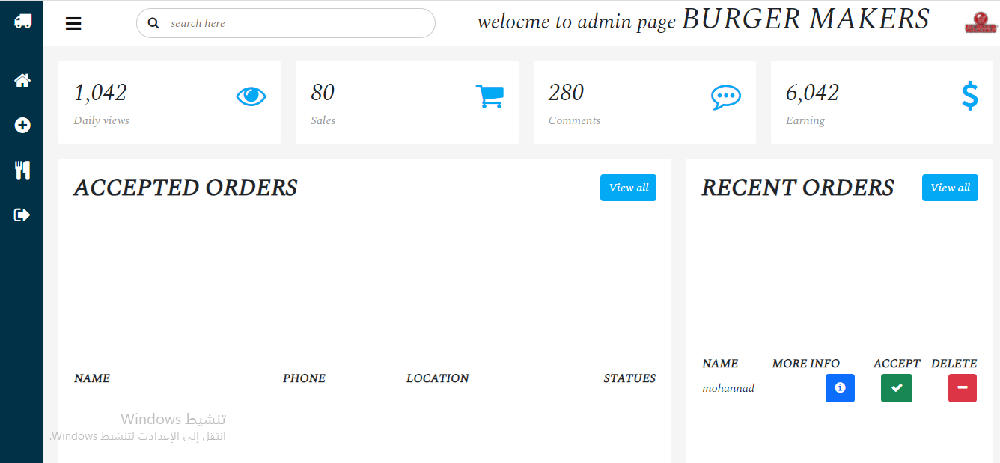 search here
welocme to admin page BURGER MAKERS
1,042
Daily views
80
Sales
280
Comments
6,042
Earning
ACCEPTED ORDERS
View all
NAME PHONE LOCATION STATUES
RECENT ORDERS
View all
NAME MORE INFO ACCEPT DELETE
mohannad
تنشيط Windows
انتقل إلى الإعدادت لتنشيط Windows.